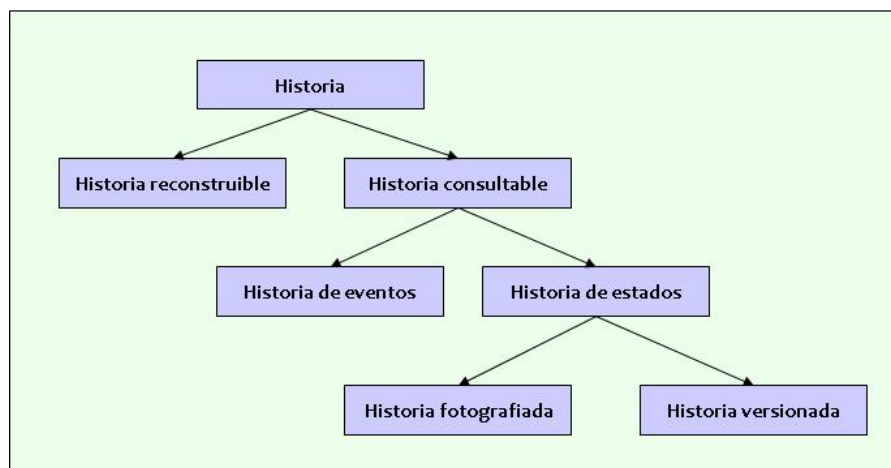 Historia
Historia reconstruible
Historia consultable
Historia de eventos
Historia de estados
Historia fotografiada
Historia versionada